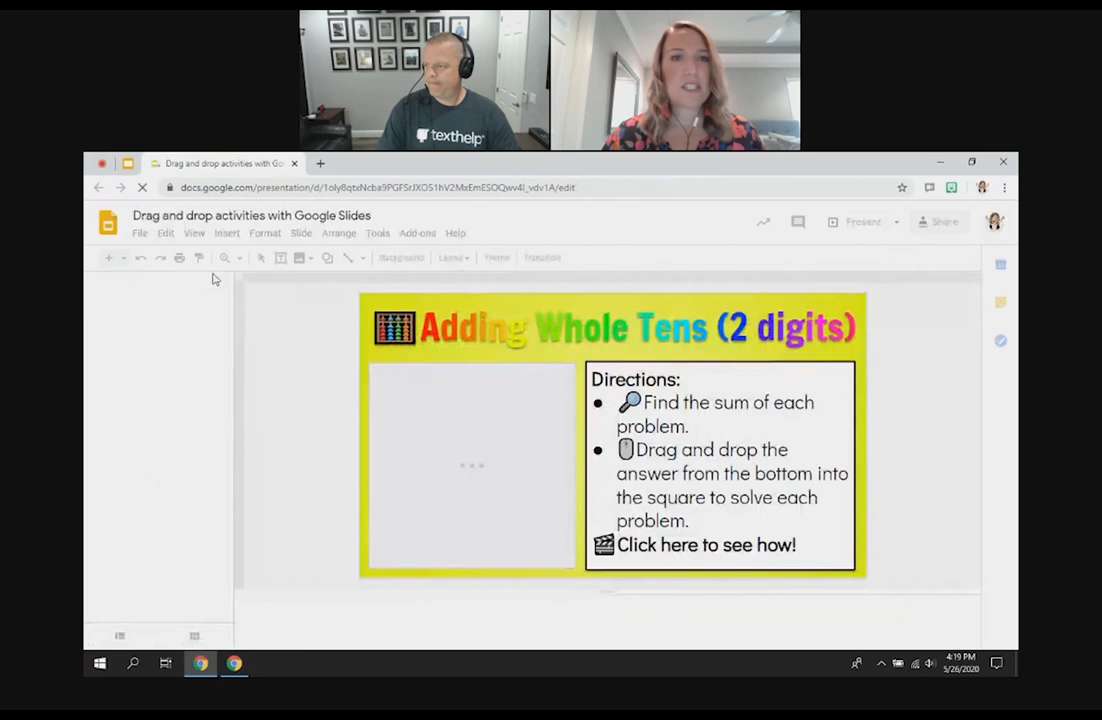 texthelp
Drag and drop activities with Go
docs.google.com/presentation/d/1oIy8qtxNcba9PGFSrJXO51hV2MxEmESOQwv4l_vdv1A/edit
Drag and drop activities with Google Slides
File Edit View Insert Format Slide Arrange Tools Add-ons Help
Present Share
Background Layout Theme Transition
Adding Whole Tens (2 digits)
Directions:
● Find the sum of each
problem.
● Drag and drop the
answer from the bottom into
the square to solve each
problem.
Click here to see how!
4:19 PM
5/26/2020